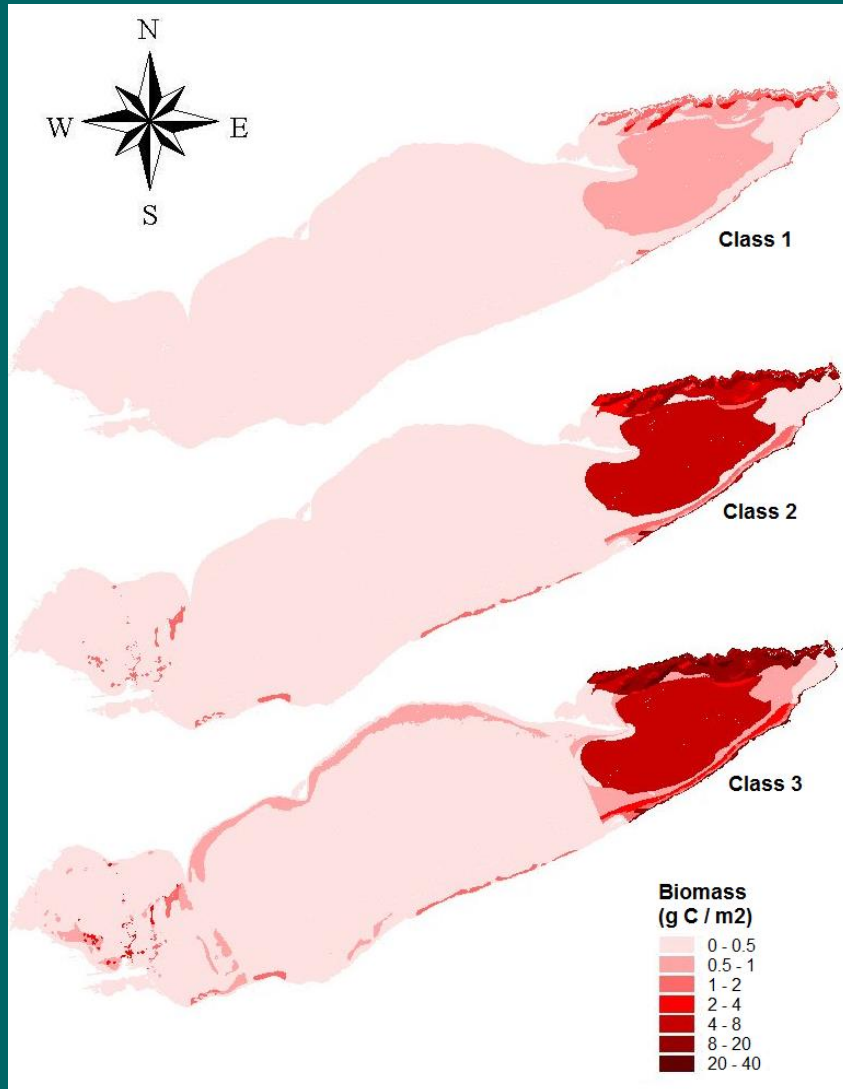 N
W E
S
Class 1
Class 2
Class 3
Biomass
(g C / m2)
0 - 0.5
0.5 - 1
1 - 2
2 - 4
4 - 8
8 - 20
20 - 40